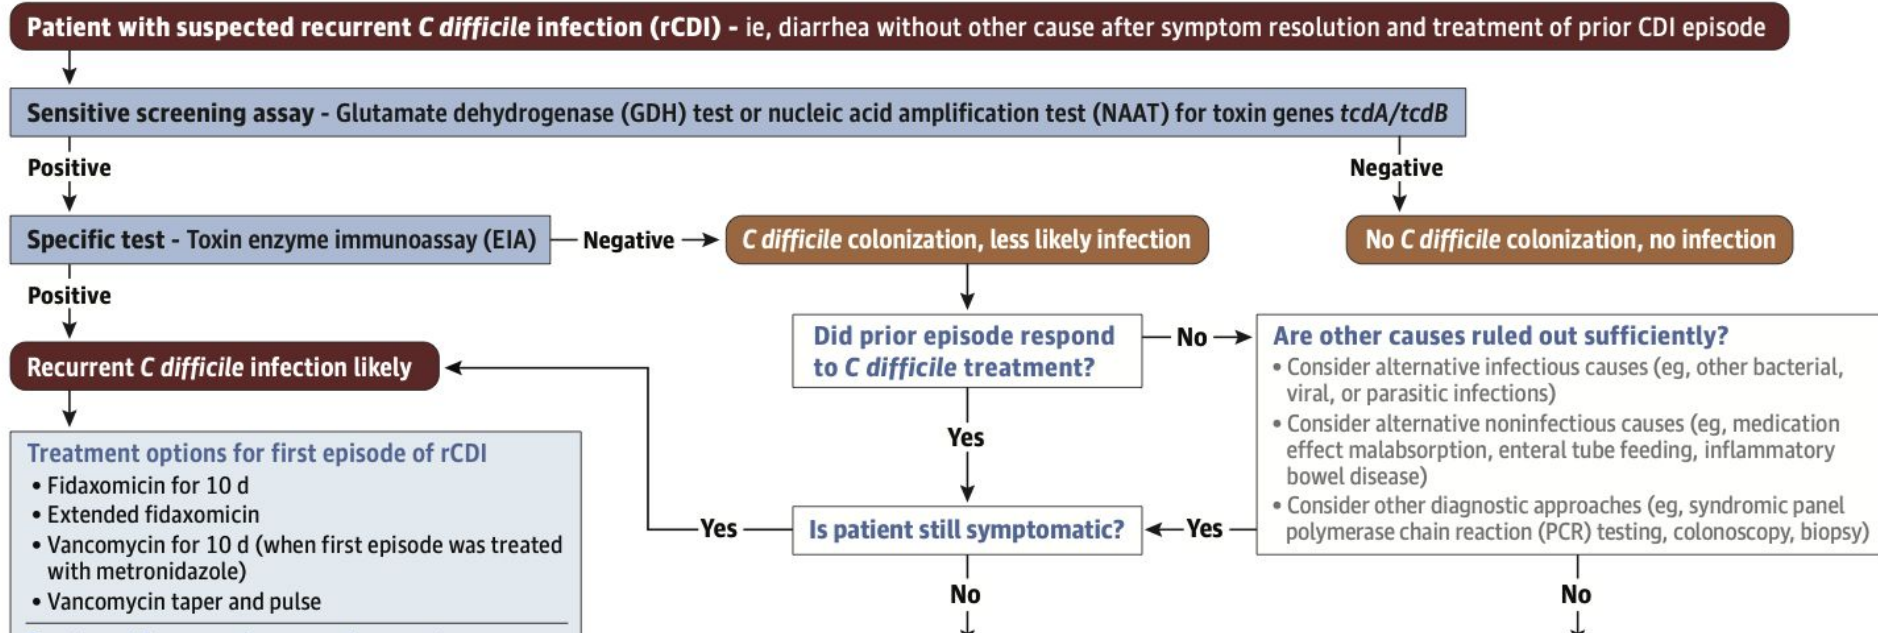 Patient with suspected recurrent C difficile infection (rCDI) - ie, diarrhea without other cause after symptom resolution and treatment of prior CDI episode
Sensitive screening assay - Glutamate dehydrogenase (GDH) test or nucleic acid amplification test (NAAT) for toxin genes tcdA/tcdB
Positive
Negative
Specific test - Toxin enzyme immunoassay (EIA)
Negative
C difficile colonization, less likely infection
No C difficile colonization, no infection
Positive
Recurrent C difficile infection likely
Did prior episode respond
to C difficile treatment?
No
Are other causes ruled out sufficiently?
• Consider alternative infectious causes (eg, other bacterial,
viral, or parasitic infections)
• Consider alternative noninfectious causes (eg, medication
effect malabsorption, enteral tube feeding, inflammatory
bowel disease)
• Consider other diagnostic approaches (eg, syndromic panel
polymerase chain reaction (PCR) testing, colonoscopy, biopsy)
Yes
Is patient still symptomatic?
Yes
Yes
No
No
Treatment options for first episode of rCDI
• Fidaxomicin for 10 d
• Extended fidaxomicin
• Vancomycin for 10 d (when first episode was treated
with metronidazole)
• Vancomycin taper and pulse